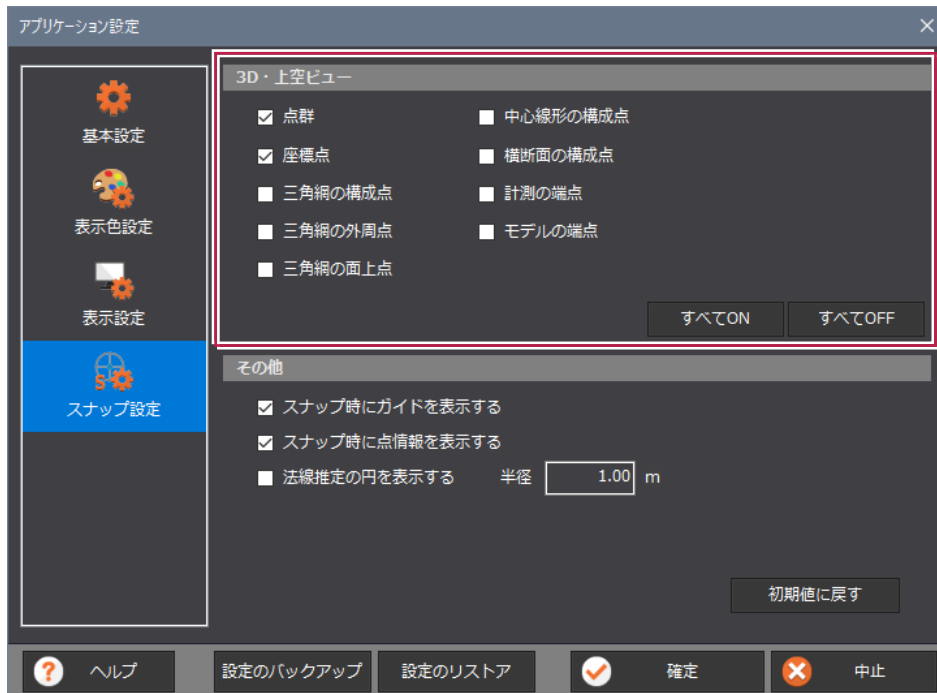 アプリケーション設定
基本設定
表示色設定
表示設定
スナップ設定
3D・上空ビュー
点群
中心線形の構成点
座標点
横断面の構成点
三角網の構成点
計測の端点
三角網の外周点
モデルの端点
三角網の面上点
すべてON
すべてOFF
その他
スナップ時にガイドを表示する
スナップ時に点情報を表示する
法線推定の円を表示する 半径 1.00 m
初期値に戻す
ヘルプ
設定のバックアップ
設定のリストア
確定
中止